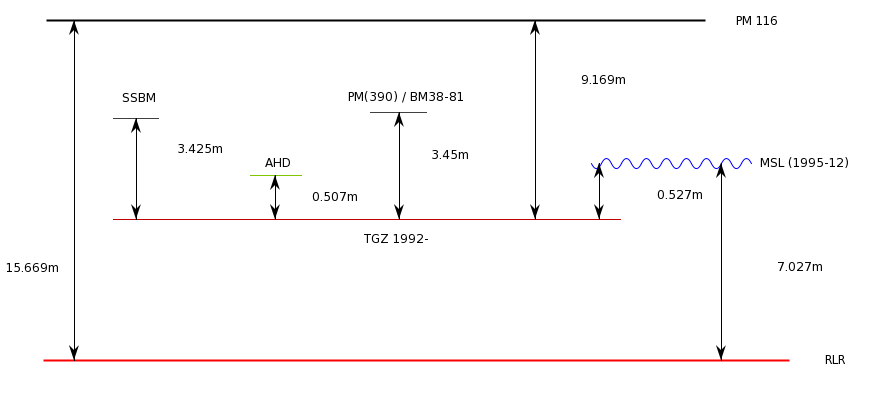 PM 116
9.169m
SSBM
PM(390) / BM38-81
3.425m
3.45m
AHD
MSL (1995-12)
0.507m
0.527m
TGZ 1992-
15.669m
7.027m
RLR